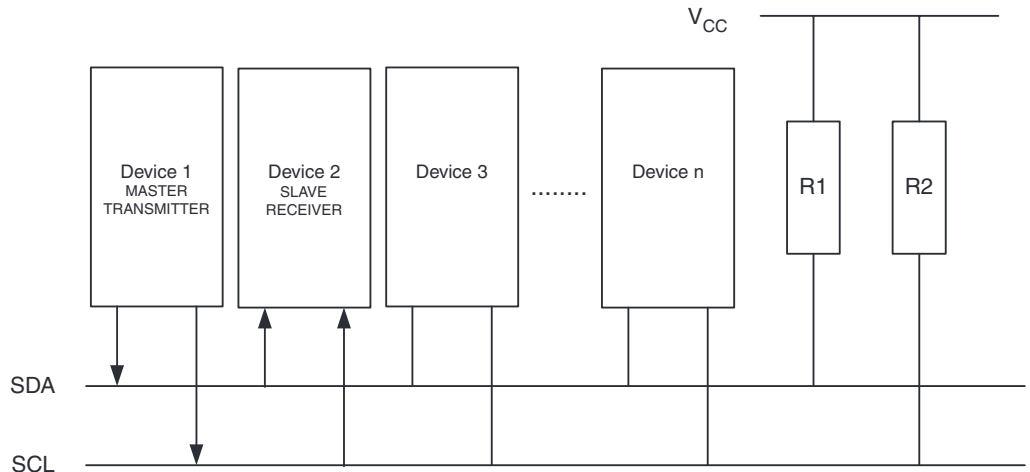 VCC
Device 1
MASTER
TRANSMITTER
Device 2
SLAVE
RECEIVER
Device 3
........
Device n
R1
R2
SDA
SCL